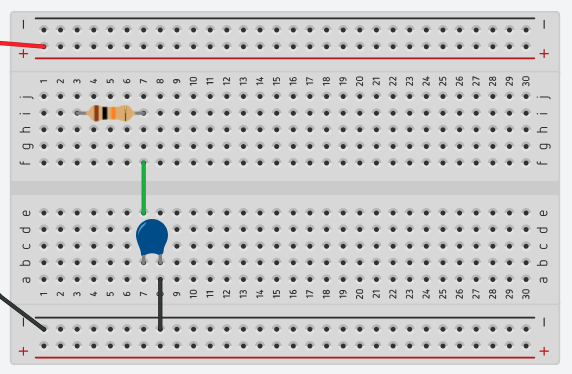 − −
+ +
1 2 3 4 5 6 7 8 9 10 11 12 13 14 15 16 17 18 19 20 21 22 23 24 25 26 27 28 29 30
j j
i i
h h
g g
f f
e e
d d
c c
b b
a a
1 2 3 4 5 6 7 8 9 10 11 12 13 14 15 16 17 18 19 20 21 22 23 24 25 26 27 28 29 30
− −
+ +